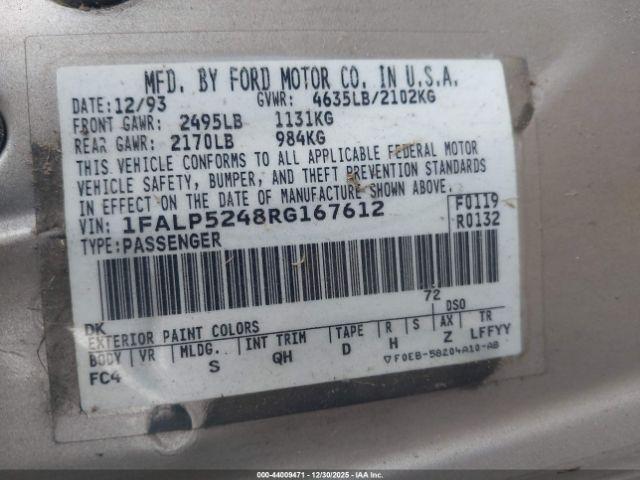 MFD. BY FORD MOTOR CO. IN U.S.A.
DATE: 12/93 GVWR: 4635LB/2102KG
FRONT GAWR: 2495LB 1131KG
REAR GAWR: 2170LB 984KG
THIS VEHICLE CONFORMS TO ALL APPLICABLE FEDERAL MOTOR
VEHICLE SAFETY, BUMPER, AND THEFT PREVENTION STANDARDS
IN EFFECT ON THE DATE OF MANUFACTURE SHOWN ABOVE.
VIN: 1FALP5248RG167612 F0119
TYPE: PASSENGER R0132
72
DK DSO
EXTERIOR PAINT COLORS
BODY VR MLDG. INT TRIM TAPE R S AX TR
FC4 S QH D H Z LFFYY
▽F0EB-58204A10-AB
000-44009471 - 12/30/2025 - IAAHQ